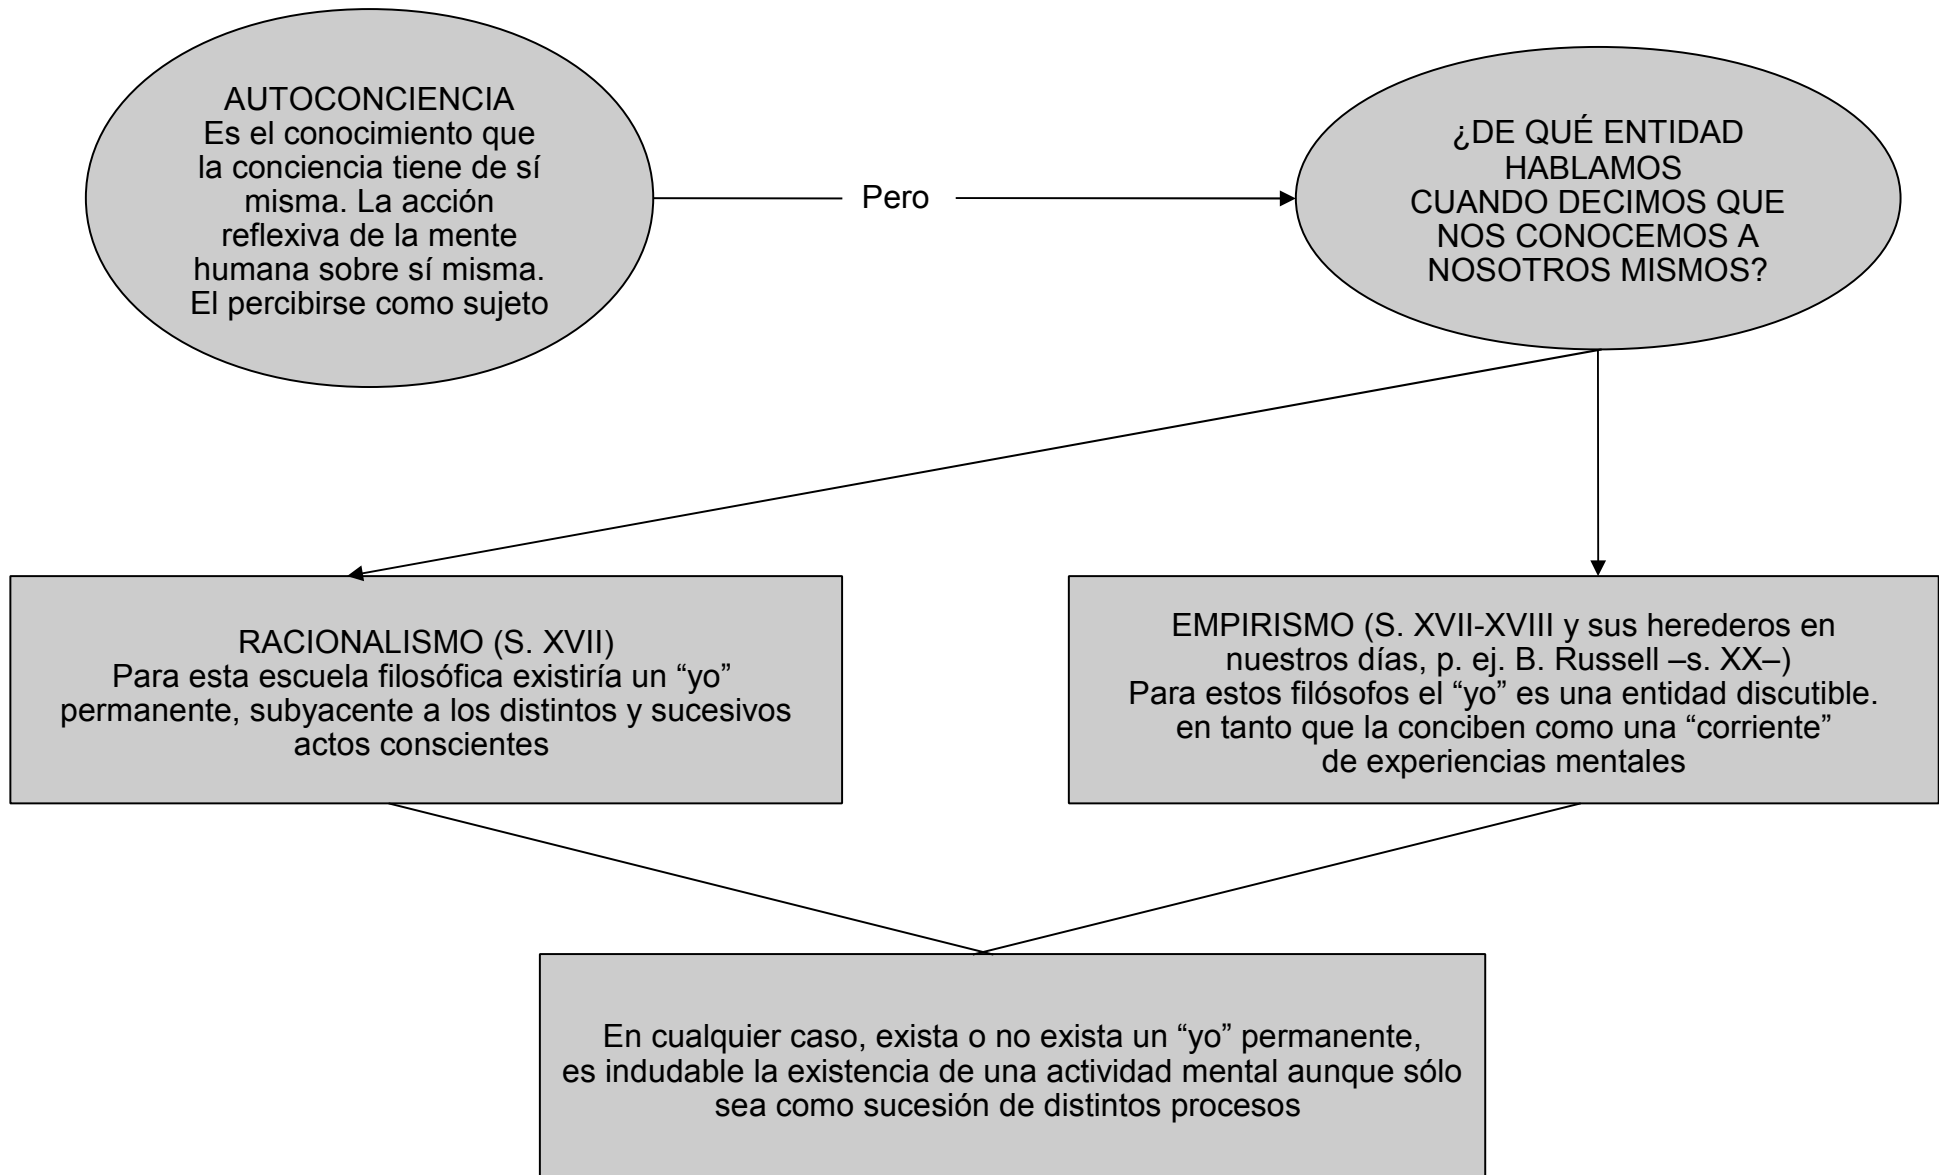 AUTOCONCIENCIA
Es el conocimiento que
la conciencia tiene de sí
misma. La acción
reflexiva de la mente
humana sobre sí misma.
El percibirse como sujeto
Pero
¿DE QUÉ ENTIDAD
HABLAMOS
CUANDO DECIMOS QUE
NOS CONOCEMOS A
NOSOTROS MISMOS?
RACIONALISMO (S. XVII)
Para esta escuela filosófica existiría un “yo”
permanente, subyacente a los distintos y sucesivos
actos conscientes
EMPIRISMO (S. XVII-XVIII y sus herederos en
nuestros días, p. ej. B. Russell –s. XX–)
Para estos filósofos el “yo” es una entidad discutible.
en tanto que la conciben como una “corriente”
de experiencias mentales
En cualquier caso, exista o no exista un “yo” permanente,
es indudable la existencia de una actividad mental aunque sólo
sea como sucesión de distintos procesos